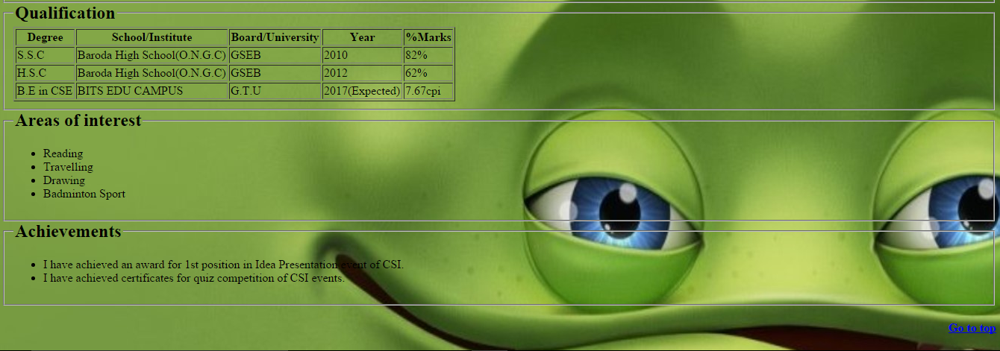 Qualification
Degree School/Institute Board/University Year %Marks
S.S.C Baroda High School(O.N.G.C) GSEB 2010 82%
H.S.C Baroda High School(O.N.G.C) GSEB 2012 62%
B.E in CSE BITS EDU CAMPUS G.T.U 2017(Expected) 7.67cpi
Areas of interest
• Reading
• Travelling
• Drawing
• Badminton Sport
Achievements
• I have achieved an award for 1st position in Idea Presentation event of CSI.
• I have achieved certificates for quiz competition of CSI events.
Go to top